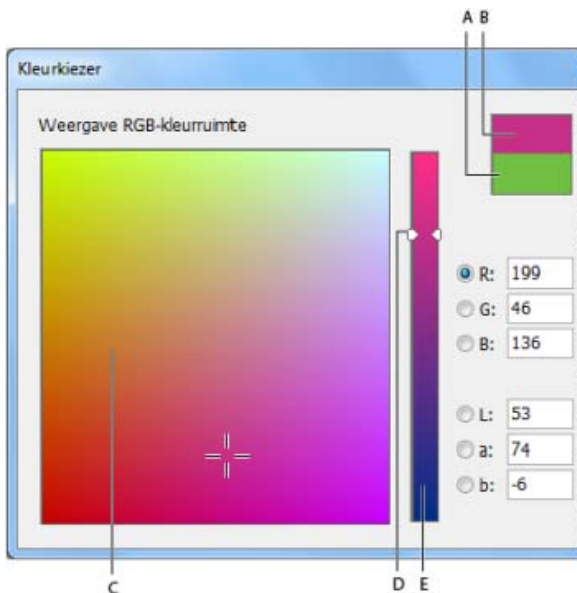 A B
Kleurkiezer
Weergave RGB-kleurruimte
R: 199
G: 46
B: 136
L: 53
a: 74
b: -6
C D E